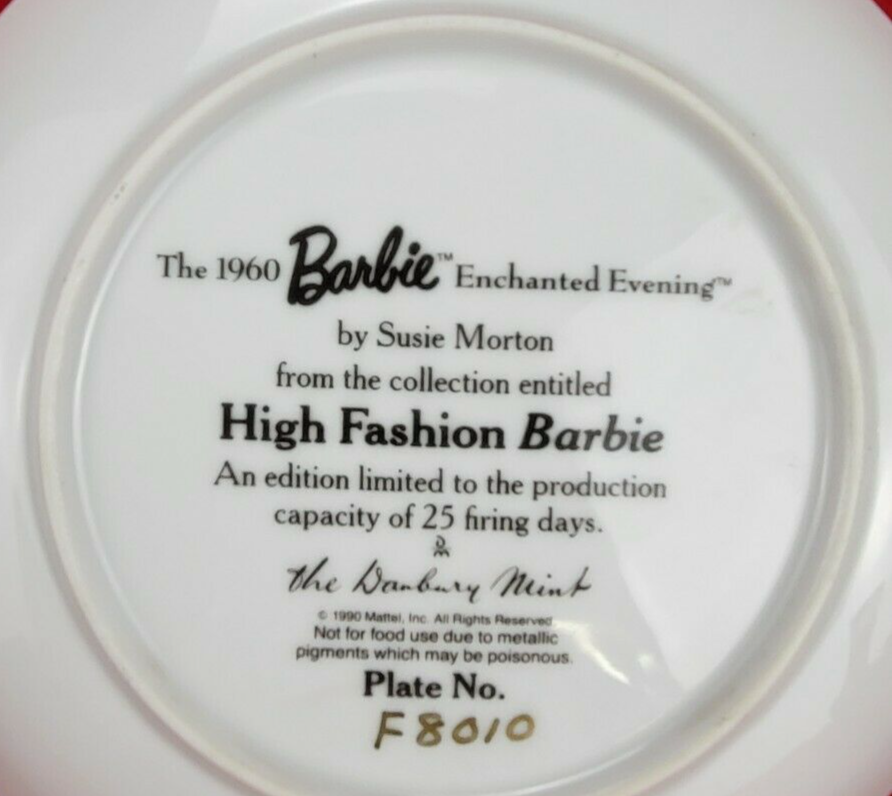 The 1960 Barbie™ Enchanted Evening™
by Susie Morton
from the collection entitled
High Fashion Barbie
An edition limited to the production
capacity of 25 firing days.
the Danbury Mint
© 1990 Mattel, Inc. All Rights Reserved.
Not for food use due to metallic
pigments which may be poisonous.
Plate No.
F8010